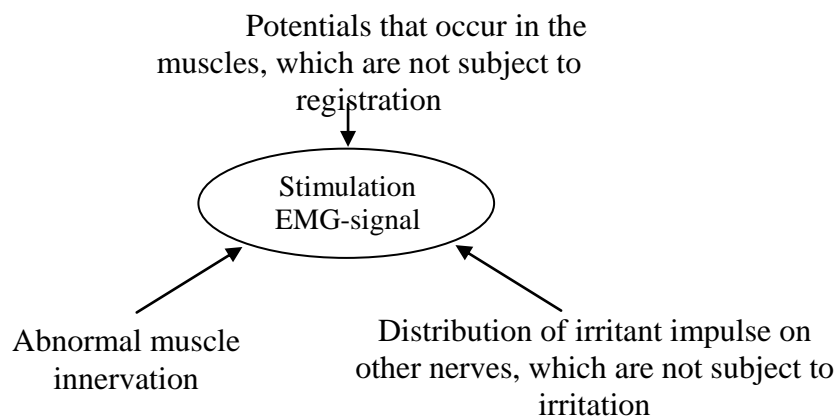 Potentials that occur in the
muscles, which are not subject to
registration
Stimulation
EMG-signal
Abnormal muscle
innervation
Distribution of irritant impulse on
other nerves, which are not subject to
irritation